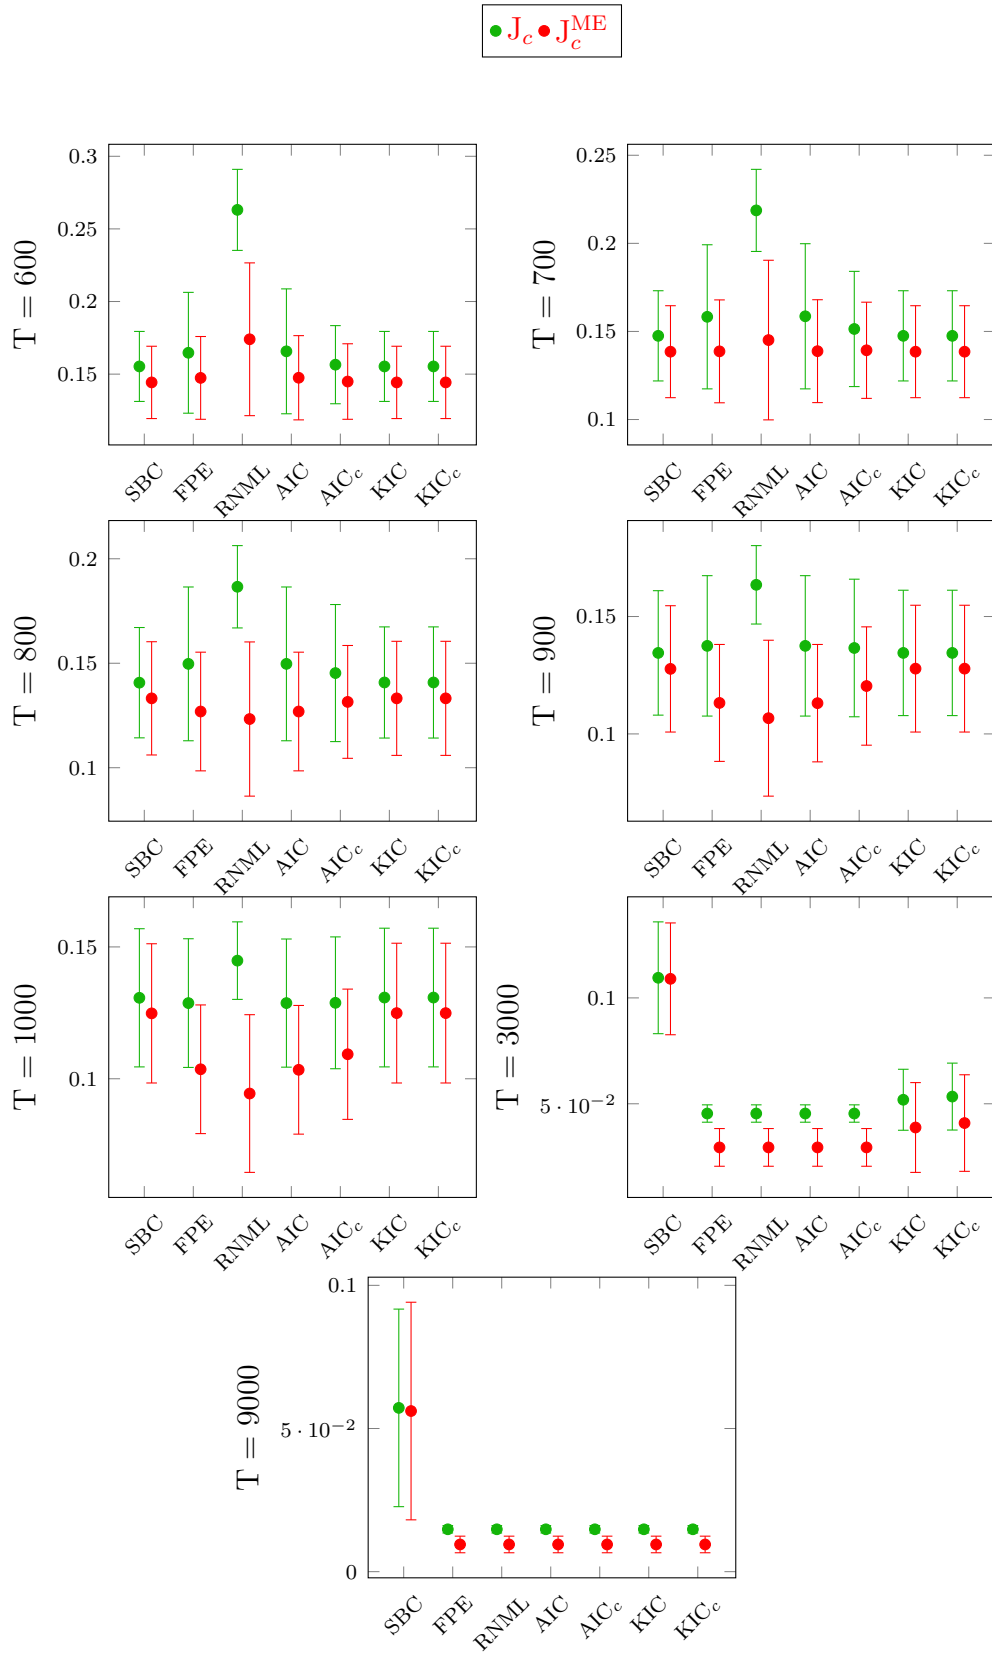 J_c J_c^ME
T = 600
0.3
0.25
0.2
0.15
SBC FPE RNML AIC AIC_c KIC KIC_c
T = 700
0.25
0.2
0.15
0.1
SBC FPE RNML AIC AIC_c KIC KIC_c
T = 800
0.2
0.15
0.1
SBC FPE RNML AIC AIC_c KIC KIC_c
T = 900
0.15
0.1
SBC FPE RNML AIC AIC_c KIC KIC_c
T = 1000
0.15
0.1
SBC FPE RNML AIC AIC_c KIC KIC_c
T = 3000
0.1
5 · 10^−2
SBC FPE RNML AIC AIC_c KIC KIC_c
T = 9000
0.1
5 · 10^−2
0
SBC FPE RNML AIC AIC_c KIC KIC_c